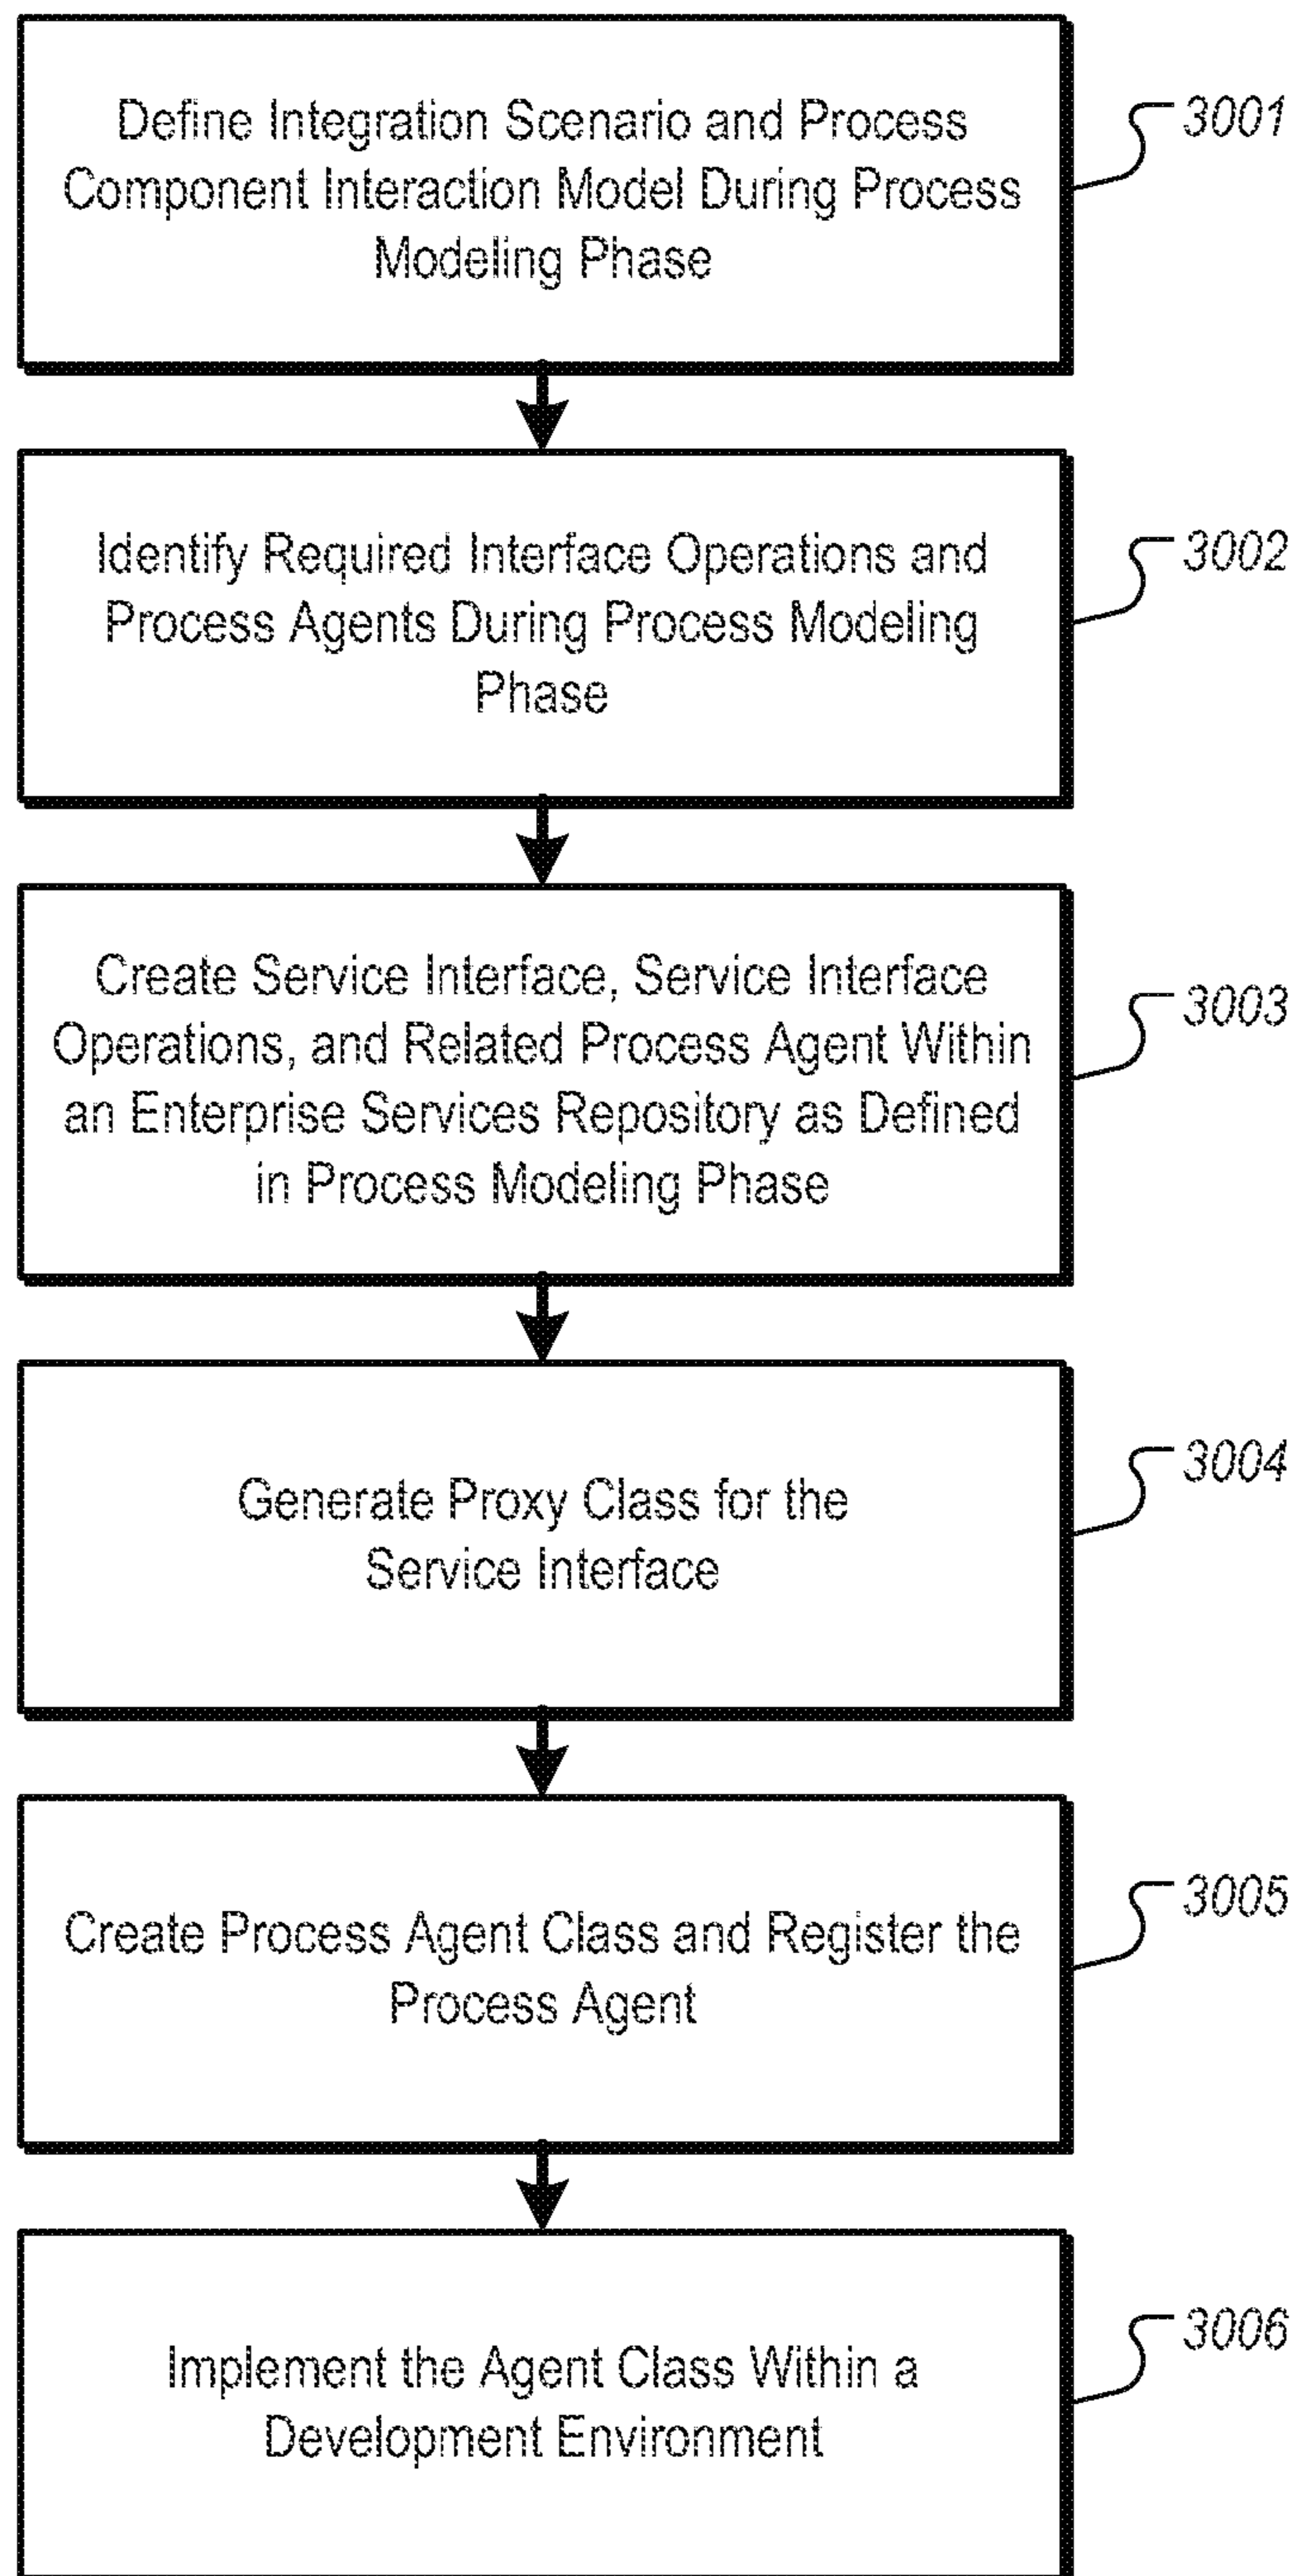 Define Integration Scenario and Process
Component Interaction Model During Process
Modeling Phase
3001
Identify Required Interface Operations and
Process Agents During Process Modeling
Phase
3002
Create Service Interface, Service Interface
Operations, and Related Process Agent Within
an Enterprise Services Repository as Defined
in Process Modeling Phase
3003
Generate Proxy Class for the
Service Interface
3004
Create Process Agent Class and Register the
Process Agent
3005
Implement the Agent Class Within a
Development Environment
3006